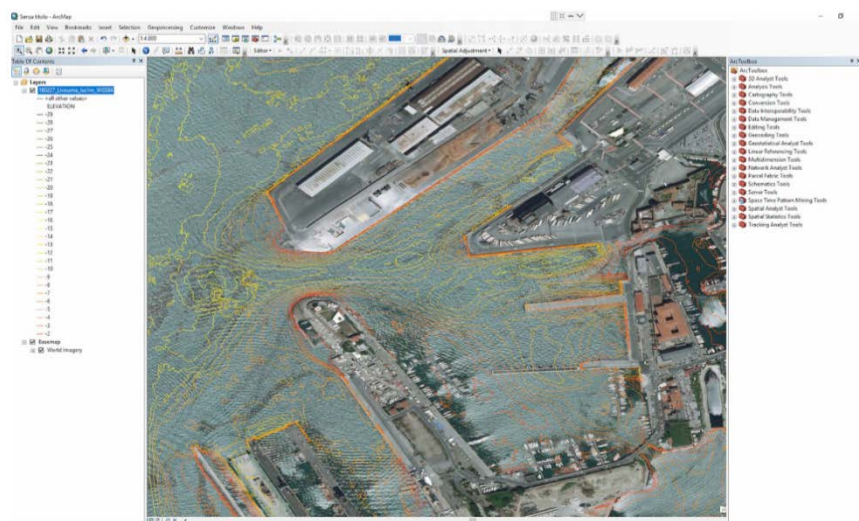 Senza titolo - ArcMap
File Edit View Bookmarks Insert Selection Geoprocessing Customize Windows Help
Editor
Spatial Adjustment
Table Of Contents
Layers
<all other values>
ELEVATION
-29
-28
-27
-26
-25
-24
-23
-22
-21
-20
-19
-18
-17
-16
-15
-14
-13
-12
-11
-10
-9
-8
-7
-6
-5
-4
-3
-2
Basemap
World Imagery
ArcToolbox
ArcToolbox
3D Analyst Tools
Analysis Tools
Cartography Tools
Conversion Tools
Data Interoperability Tools
Data Management Tools
Editing Tools
Geocoding Tools
Geostatistical Analyst Tools
Linear Referencing Tools
Multidimension Tools
Network Analyst Tools
Parcel Fabric Tools
Schematics Tools
Server Tools
Space Time Pattern Mining Tools
Spatial Analyst Tools
Spatial Statistics Tools
Tracking Analyst Tools